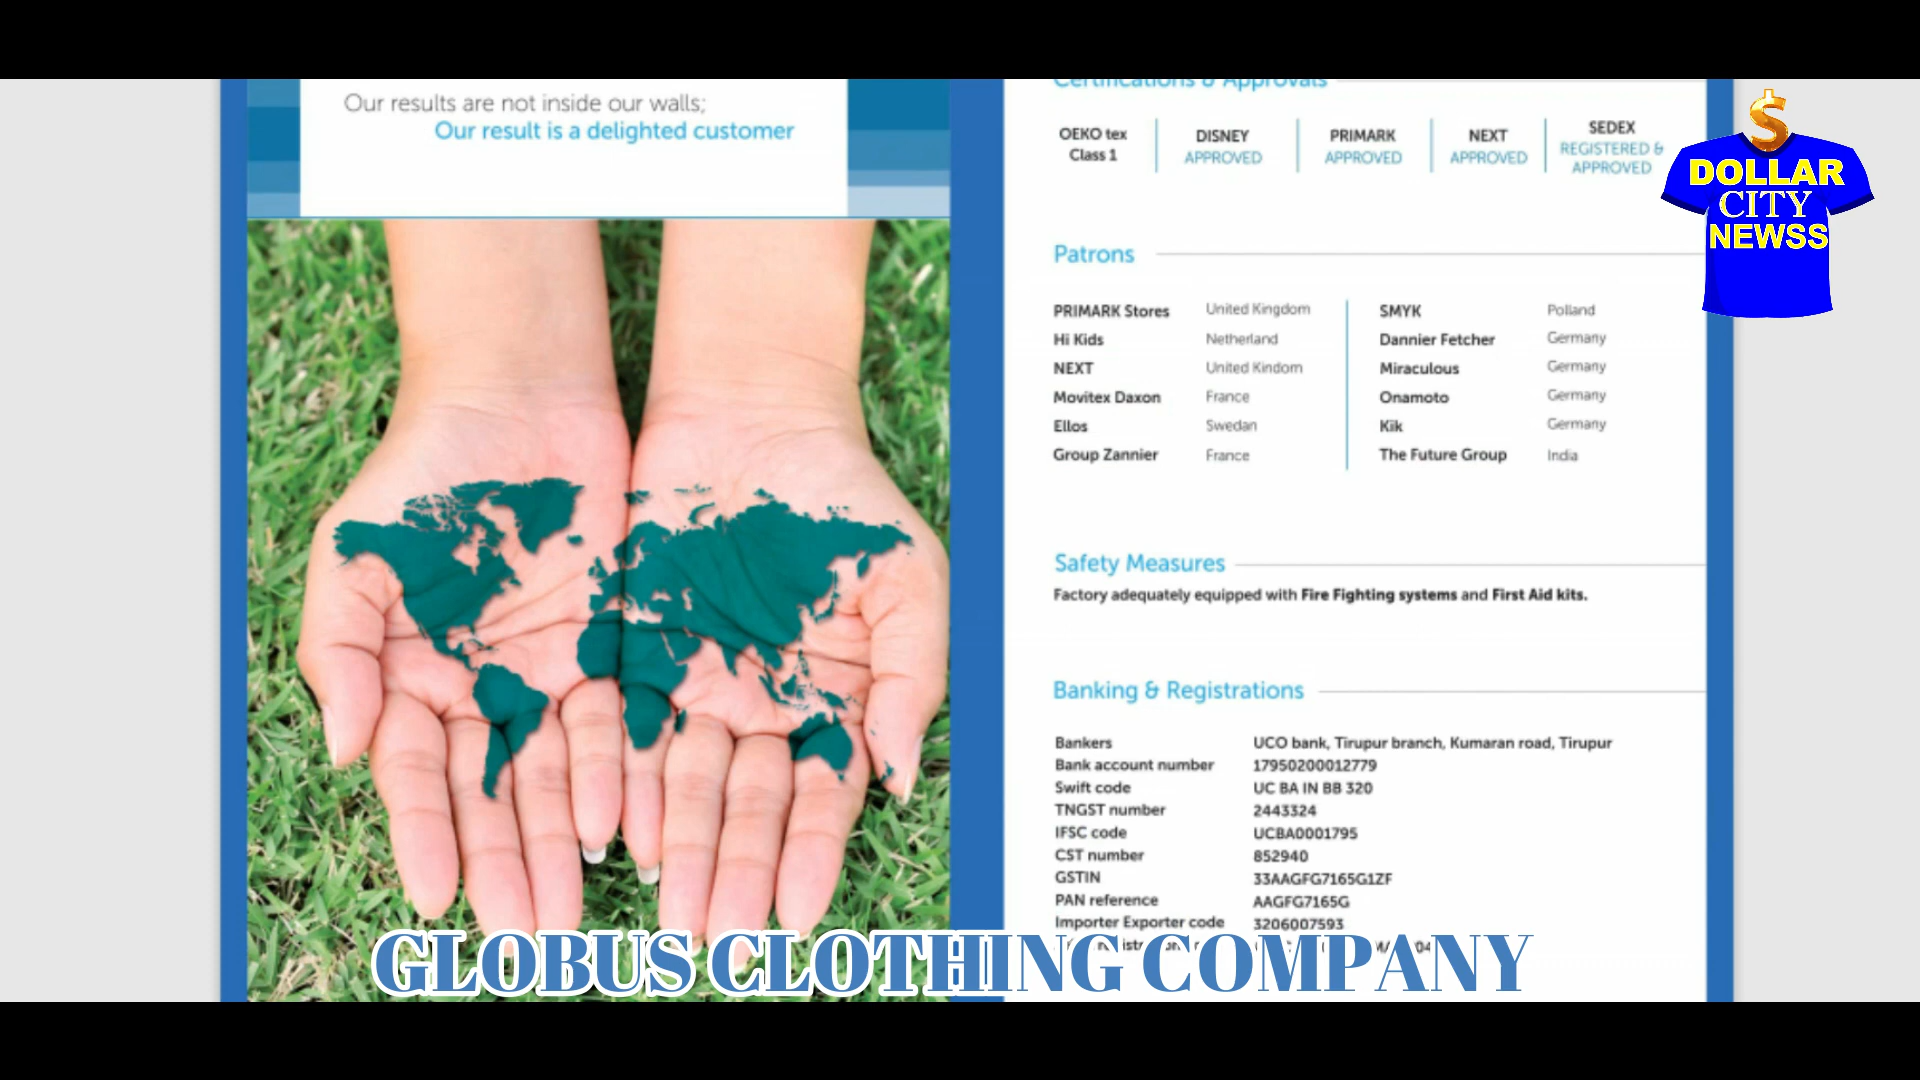 Our results are not inside our walls;
Our result is a delighted customer
Certifications & Approvals
OEKO tex
Class 1
DISNEY
APPROVED
PRIMARK
APPROVED
NEXT
APPROVED
SEDEX
REGISTERED &
APPROVED
$
DOLLAR
CITY
NEWSS
Patrons
PRIMARK Stores United Kingdom
Hi Kids Netherland
NEXT United Kindom
Movitex Daxon France
Ellos Swedan
Group Zannier France
SMYK Polland
Dannier Fetcher Germany
Miraculous Germany
Onamoto Germany
Kik Germany
The Future Group India
Safety Measures
Factory adequately equipped with Fire Fighting systems and First Aid kits.
Banking & Registrations
Bankers UCO bank, Tirupur branch, Kumaran road, Tirupur
Bank account number 17950200012779
Swift code UC BA IN BB 320
TNGST number 2443324
IFSC code UCBA0001795
CST number 852940
GSTIN 33AAGFG7165G1ZF
PAN reference AAGFG7165G
Importer Exporter code 3206007593
GLOBUS CLOTHING COMPANY